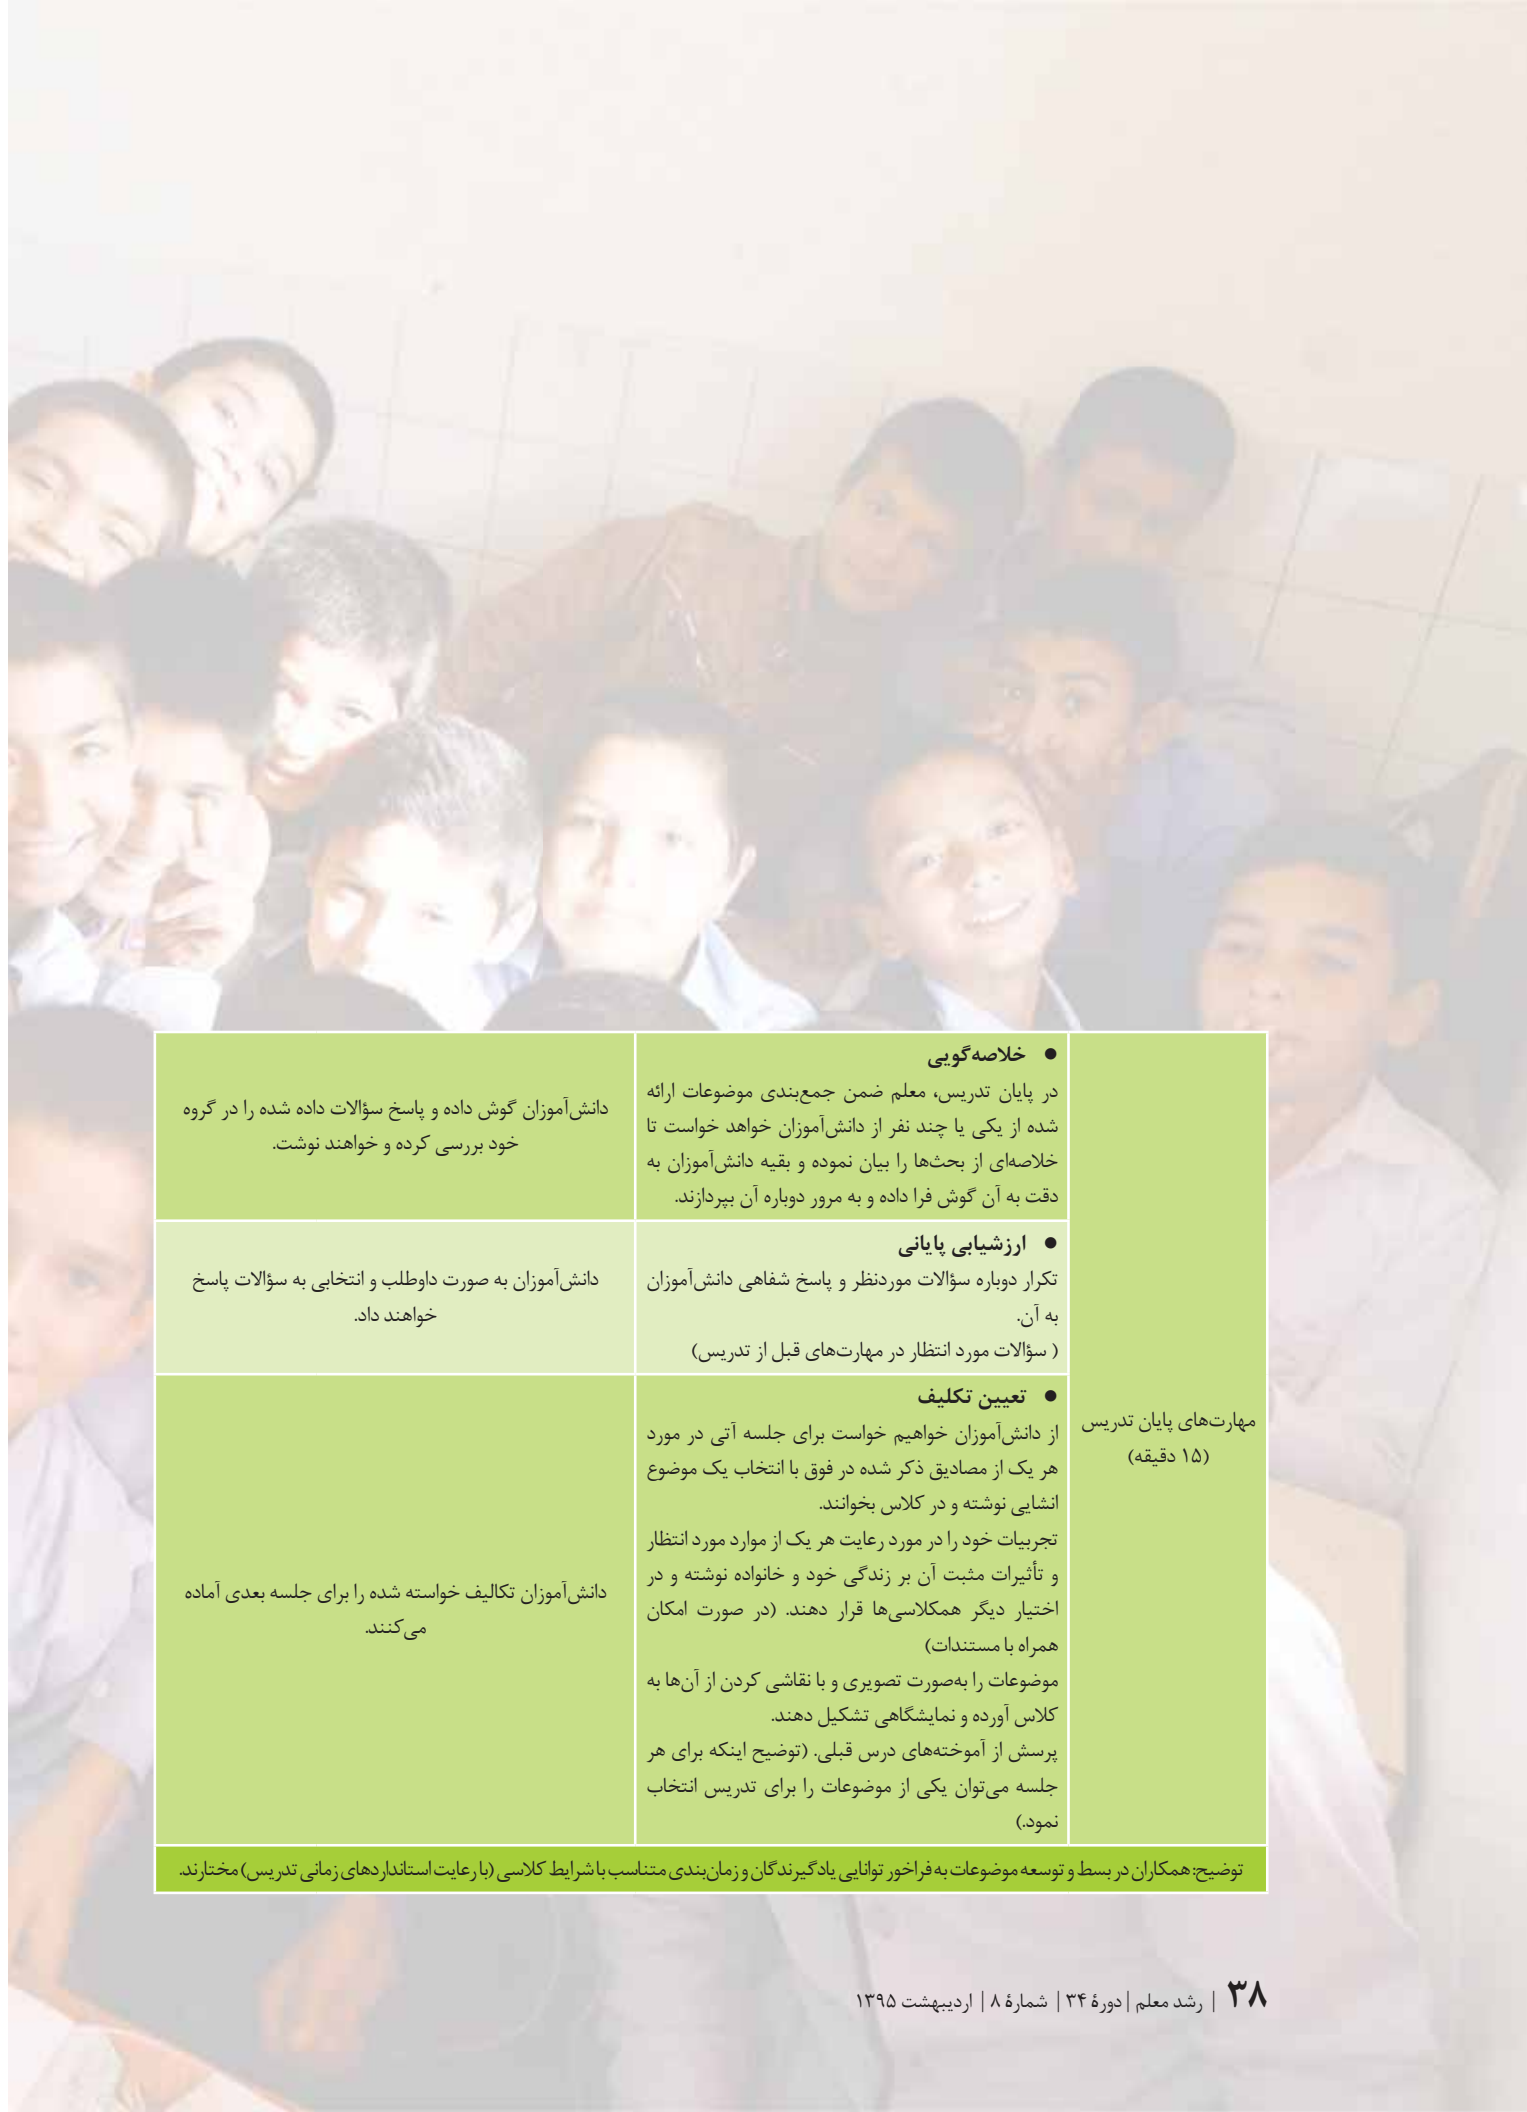 مهارت‌های پایان تدریس
(۱۵ دقیقه)
● خلاصه‌گویی
در پایان تدریس، معلم ضمن جمع‌بندی موضوعات ارائه
شده از یکی یا چند نفر از دانش‌آموزان خواهد خواست تا
خلاصه‌ای از بحث‌ها را بیان نموده و بقیه دانش‌آموزان به
دقت به آن گوش فرا داده و به مرور دوباره آن بپردازند.
دانش‌آموزان گوش داده و پاسخ سؤالات داده شده را در گروه
خود بررسی کرده و خواهند نوشت.
● ارزشیابی پایانی
تکرار دوباره سؤالات موردنظر و پاسخ شفاهی دانش‌آموزان
به آن.
( سؤالات مورد انتظار در مهارت‌های قبل از تدریس)
دانش‌آموزان به صورت داوطلب و انتخابی به سؤالات پاسخ
خواهند داد.
● تعیین تکلیف
از دانش‌آموزان خواهیم خواست برای جلسه آتی در مورد
هر یک از مصادیق ذکر شده در فوق با انتخاب یک موضوع
انشایی نوشته و در کلاس بخوانند.
تجربیات خود را در مورد رعایت هر یک از موارد مورد انتظار
و تأثیرات مثبت آن بر زندگی خود و خانواده نوشته و در
اختیار دیگر همکلاسی‌ها قرار دهند. (در صورت امکان
همراه با مستندات)
موضوعات را به‌صورت تصویری و با نقاشی کردن از آن‌ها به
کلاس آورده و نمایشگاهی تشکیل دهند.
پرسش از آموخته‌های درس قبلی. (توضیح اینکه برای هر
جلسه می‌توان یکی از موضوعات را برای تدریس انتخاب
نمود.)
دانش‌آموزان تکالیف خواسته شده را برای جلسه بعدی آماده
می‌کنند.
توضیح: همکاران در بسط و توسعه موضوعات به فراخور توانایی یادگیرندگان و زمان‌بندی متناسب با شرایط کلاسی (با رعایت استانداردهای زمانی تدریس) مختارند.
۳۸ | رشد معلم | دورهٔ ۳۴ | شمارهٔ ۸ | اردیبهشت ۱۳۹۵